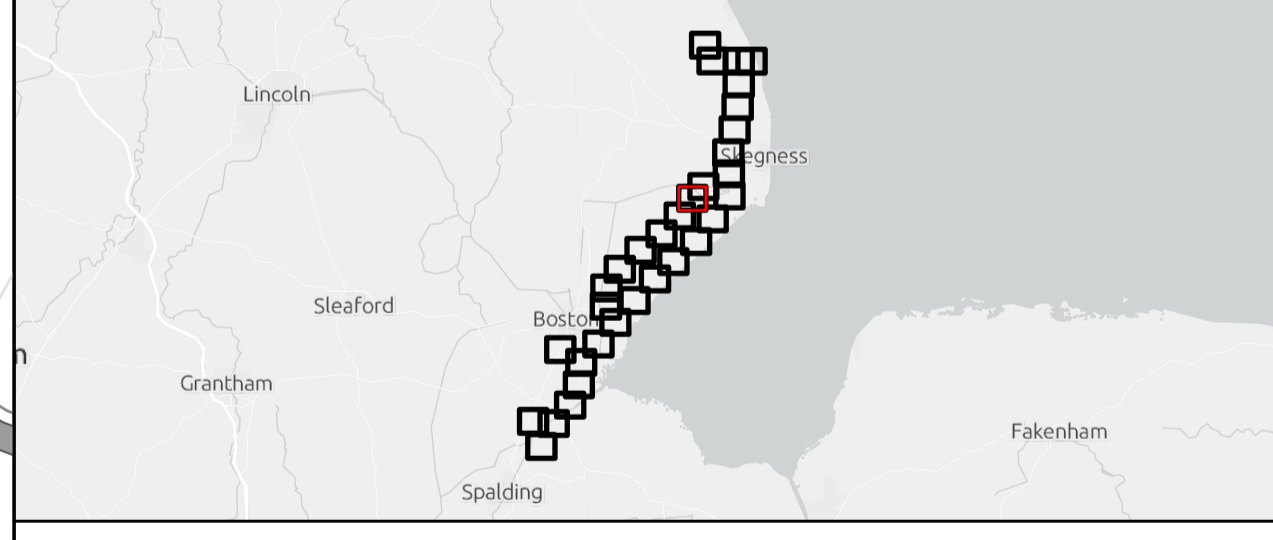 Lincoln
Skegness
Sleaford
Boston
n
Grantham
Fakenham
Spalding